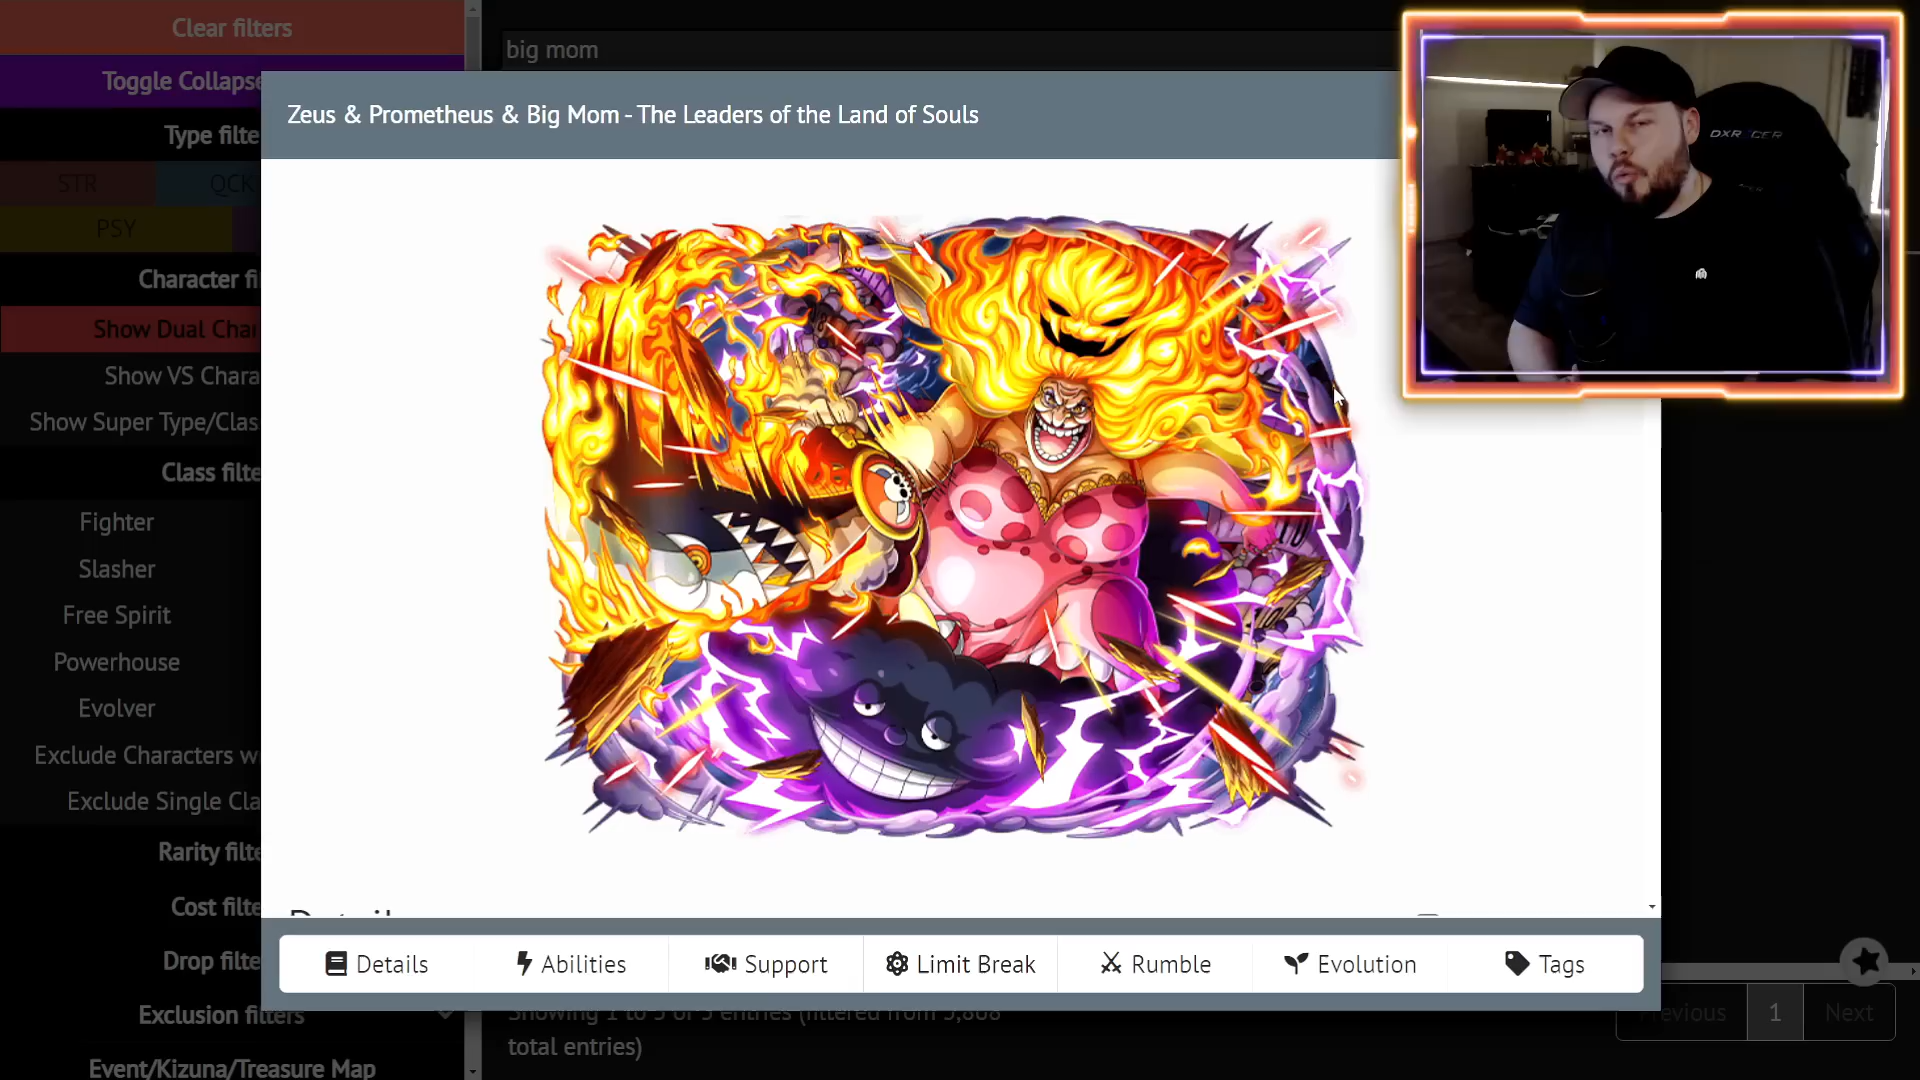 Clear filters
Toggle Collapse
Type filte
STR
QCK
PSY
Character fi
Show Dual Char
Show VS Chara
Show Super Type/Clas
Class filte
Fighter
Slasher
Free Spirit
Powerhouse
Evolver
Exclude Characters w
Exclude Single Cla
Rarity filte
Cost filte
Drop filte
Exclusion filters
Event/Kizuna/Treasure Map
big mom
Zeus & Prometheus & Big Mom - The Leaders of the Land of Souls
DXRACER
Details
Abilities
Support
Limit Break
Rumble
Evolution
Tags
total entries)
Previous
1
Next